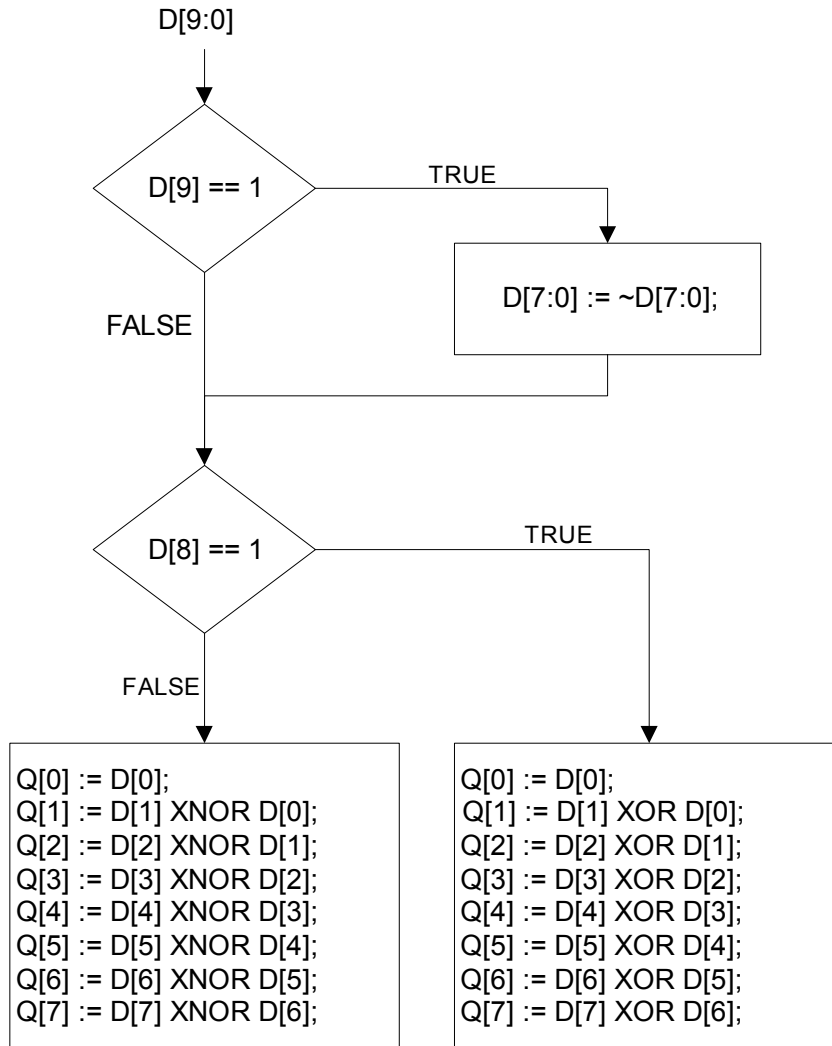 D[9:0]
D[9] == 1
TRUE
D[7:0] := ~D[7:0];
FALSE
D[8] == 1
TRUE
FALSE
Q[0] := D[0];
Q[1] := D[1] XNOR D[0];
Q[2] := D[2] XNOR D[1];
Q[3] := D[3] XNOR D[2];
Q[4] := D[4] XNOR D[3];
Q[5] := D[5] XNOR D[4];
Q[6] := D[6] XNOR D[5];
Q[7] := D[7] XNOR D[6];
Q[0] := D[0];
Q[1] := D[1] XOR D[0];
Q[2] := D[2] XOR D[1];
Q[3] := D[3] XOR D[2];
Q[4] := D[4] XOR D[3];
Q[5] := D[5] XOR D[4];
Q[6] := D[6] XOR D[5];
Q[7] := D[7] XOR D[6];